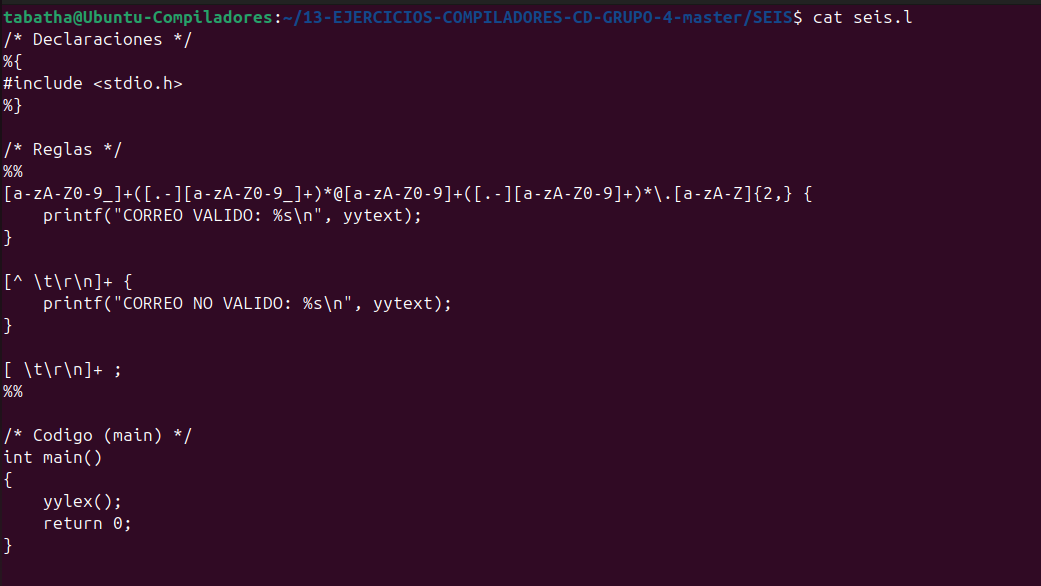 tabatha@Ubuntu-Compiladores:~/13-EJERCICIOS-COMPILADORES-CD-GRUPO-4-master/SEIS$ cat seis.l
/* Declaraciones */
%{
#include <stdio.h>
%}

/* Reglas */
%%
[a-zA-Z0-9_]+([.-][a-zA-Z0-9_]+)*@[a-zA-Z0-9]+([.-][a-zA-Z0-9]+)*\.[a-zA-Z]{2,} {
    printf("CORREO VALIDO: %s\n", yytext);
}

[^ \t\r\n]+ {
    printf("CORREO NO VALIDO: %s\n", yytext);
}

[ \t\r\n]+ ;
%%

/* Codigo (main) */
int main()
{
    yylex();
    return 0;
}